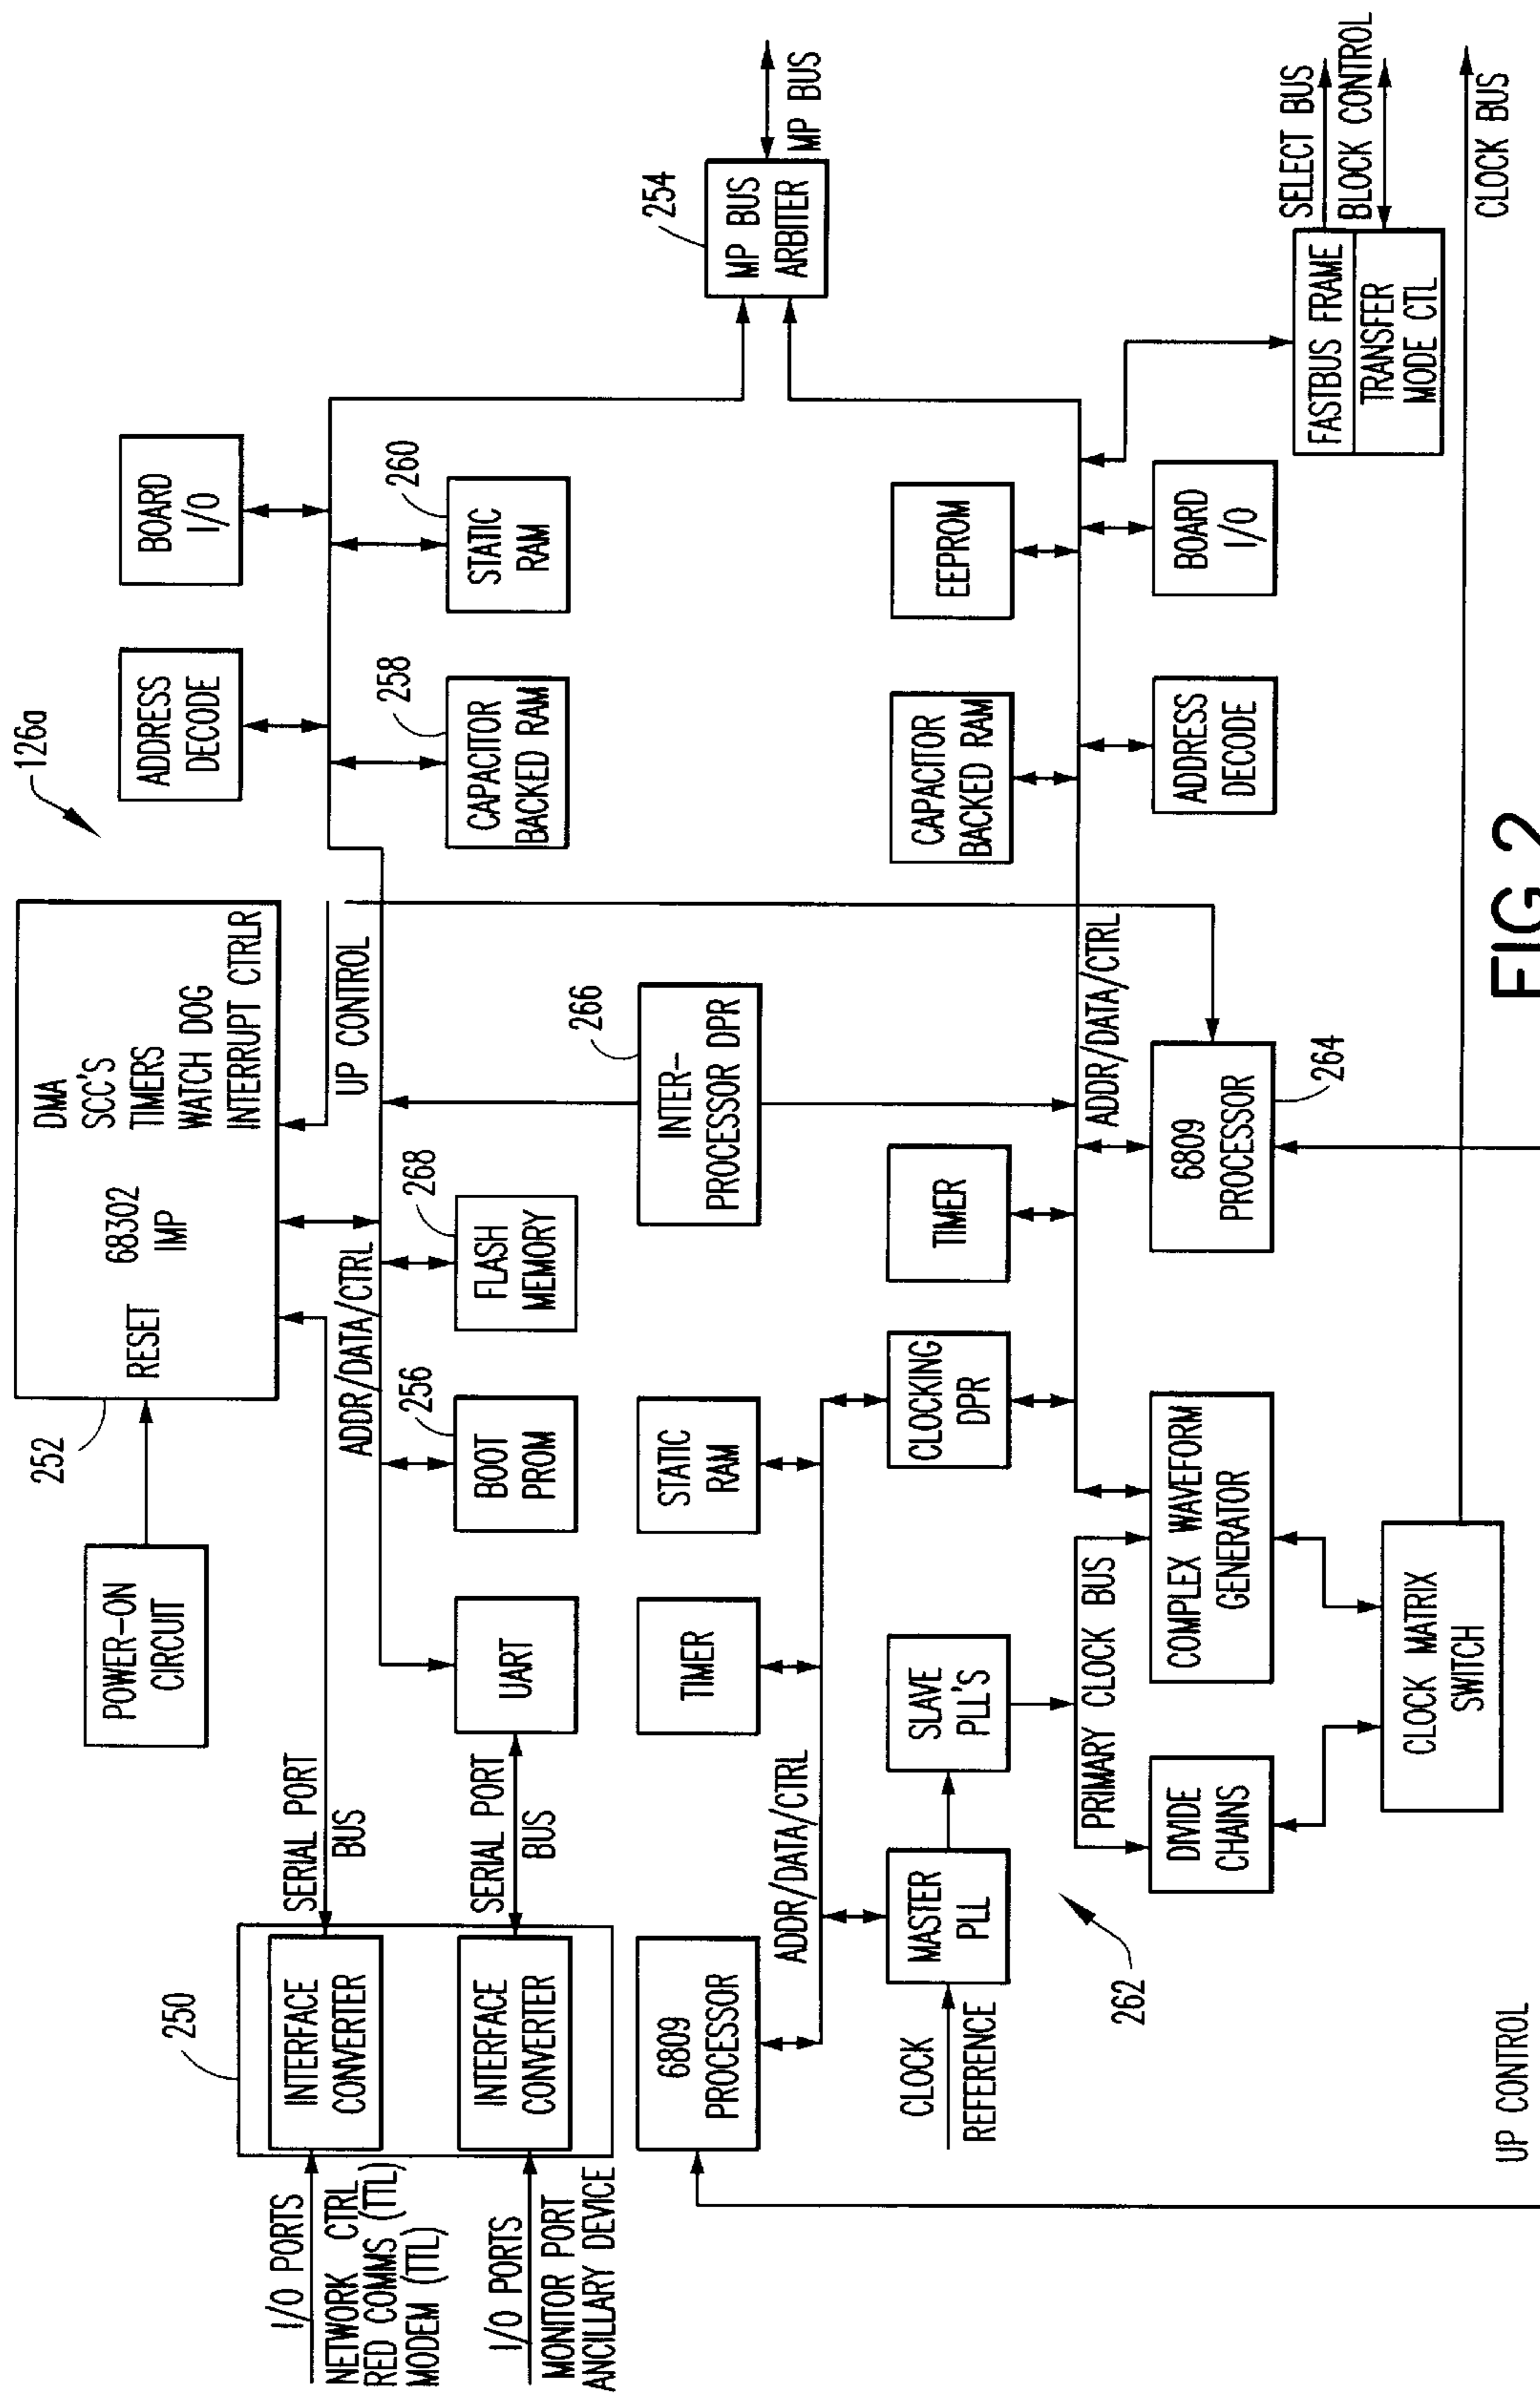 126a
252
DMA
SCC'S
TIMERS
WATCH DOG
INTERRUPT CTRLR
68302
IMP
RESET
POWER-ON
CIRCUIT
ADDRESS
DECODE
BOARD
I/O
250
INTERFACE
CONVERTER
INTERFACE
CONVERTER
I/O PORTS
NETWORK CTRL
RED COMMS (TTL)
MODEM (TTL)
I/O PORTS
MONITOR PORT
ANCILLARY DEVICE
SERIAL PORT
BUS
SERIAL PORT
BUS
UP CONTROL
ADDR/DATA/CTRL
UART
256
BOOT
PROM
268
FLASH
MEMORY
258
CAPACITOR
BACKED RAM
260
STATIC
RAM
254
MP BUS
ARBITER
MP BUS
266
INTER-
PROCESSOR DPR
6809
PROCESSOR
TIMER
STATIC
RAM
ADDR/DATA/CTRL
CLOCK
REFERENCE
MASTER
PLL
SLAVE
PLL'S
CLOCKING
DPR
TIMER
CAPACITOR
BACKED RAM
EEPROM
262
PRIMARY CLOCK BUS
ADDR/DATA/CTRL
DIVIDE
CHAINS
COMPLEX WAVEFORM
GENERATOR
6809
PROCESSOR
264
ADDRESS
DECODE
BOARD
I/O
FASTBUS FRAME
TRANSFER
MODE CTL
SELECT BUS
BLOCK CONTROL
CLOCK MATRIX
SWITCH
CLOCK BUS
UP CONTROL
FIG 2